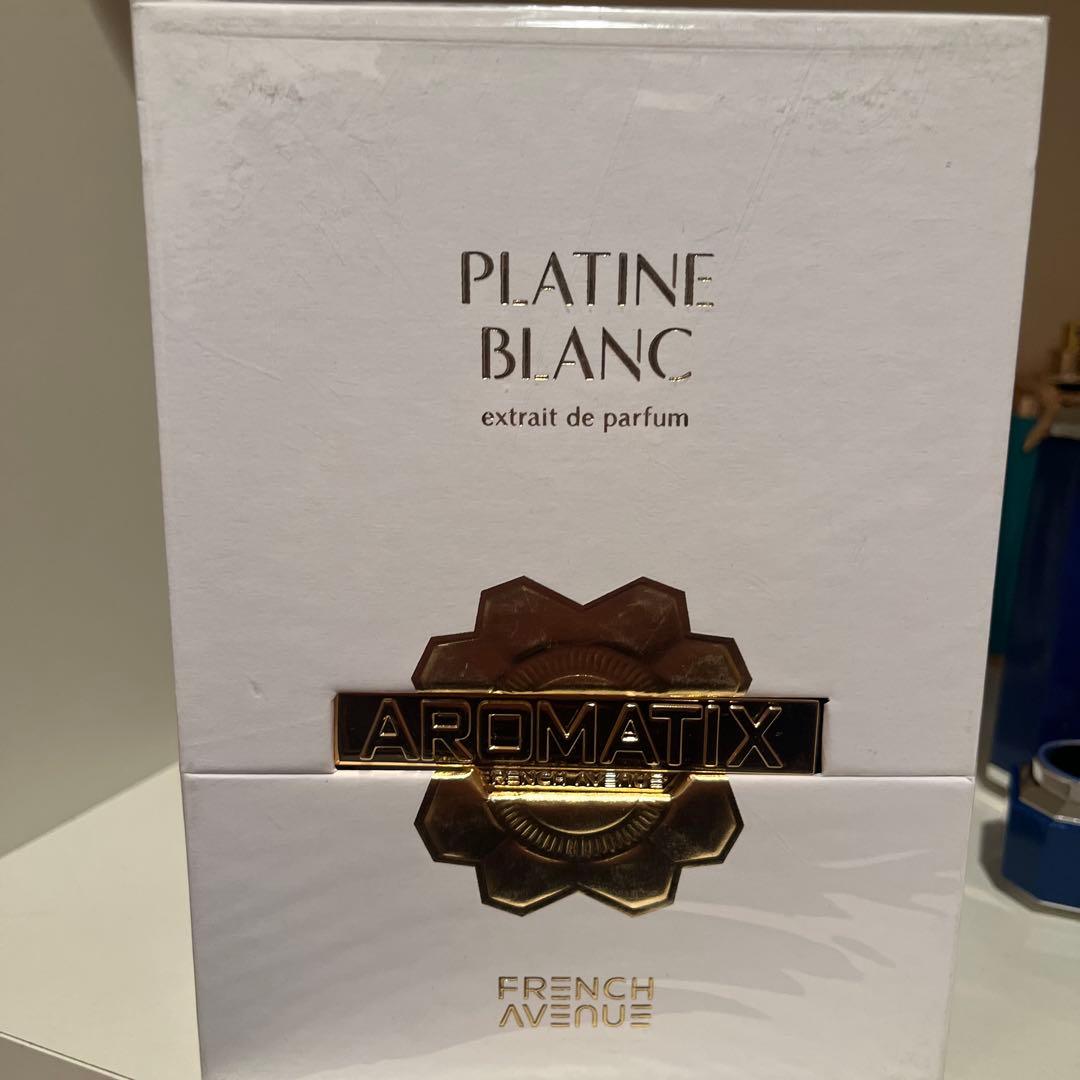 PLATINE
BLANC
extrait de parfum
AROMATIX
FRENCH AVENUE
FRENCH
AVENUE